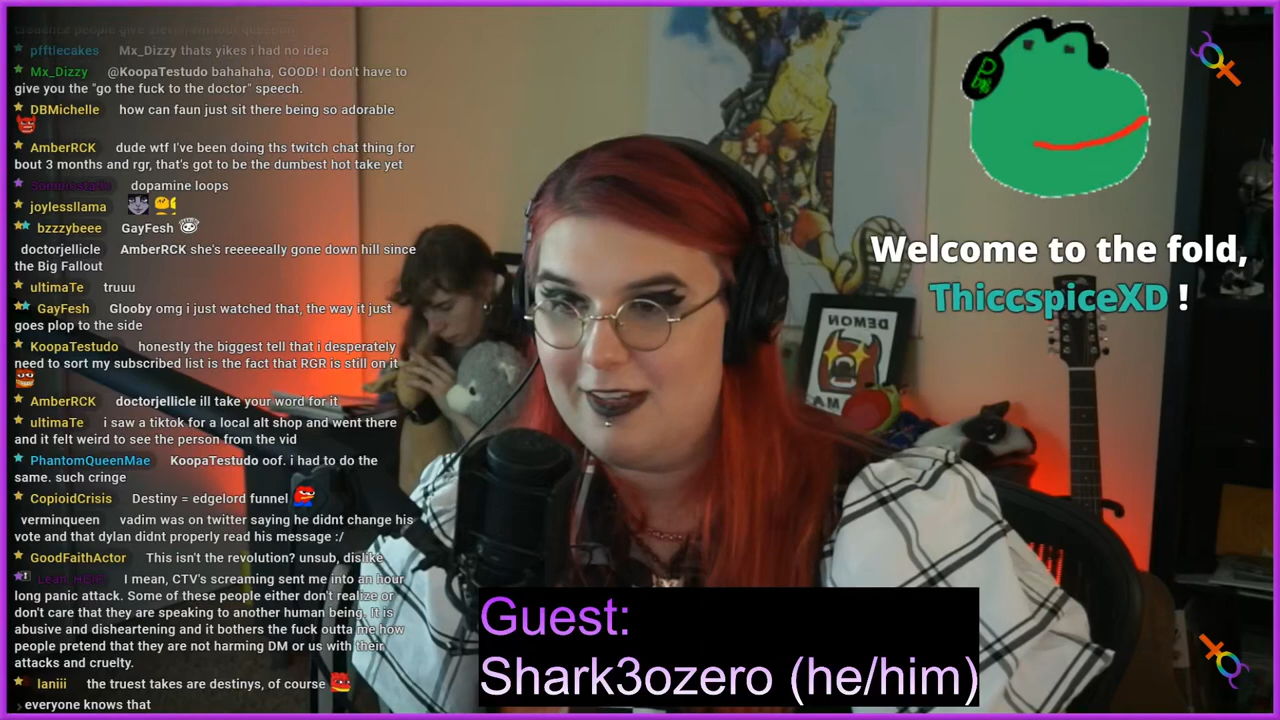 pfftlecakes Mx_Dizzy thats yikes i had no idea
Mx_Dizzy @KoopaTestudo bahahaha, GOOD! I don't have to
give you the "go the fuck to the doctor" speech.
DBMichelle how can faun just sit there being so adorable
AmberRCK dude wtf I've been doing ths twitch chat thing for
bout 3 months and rgr, that's got to be the dumbest hot take yet
dopamine loops
joylessllama
bzzzybeee GayFesh
doctorjellicle AmberRCK she's reeeeeally gone down hill since
the Big Fallout
ultimaTe truuu
GayFesh Glooby omg i just watched that, the way it just
goes plop to the side
KoopaTestudo honestly the biggest tell that i desperately
need to sort my subscribed list is the fact that RGR is still on it
AmberRCK doctorjellicle ill take your word for it
ultimaTe i saw a tiktok for a local alt shop and went there
and it felt weird to see the person from the vid
PhantomQueenMae KoopaTestudo oof. i had to do the
same. such cringe
CopioidCrisis Destiny = edgelord funnel
verminqueen vadim was on twitter saying he didnt change his
vote and that dylan didnt properly read his message :/
GoodFaithActor This isn't the revolution? unsub, dislike
I mean, CTV's screaming sent me into an hour
long panic attack. Some of these people either don't realize or
don't care that they are speaking to another human being. It is
abusive and disheartening and it bothers the fuck outta me how
people pretend that they are not harming DM or us with their
attacks and cruelty.
laniii the truest takes are destinys, of course
everyone knows that
Welcome to the fold,
ThiccspiceXD !
DEMON
MAMA
Guest:
Shark3ozero (he/him)